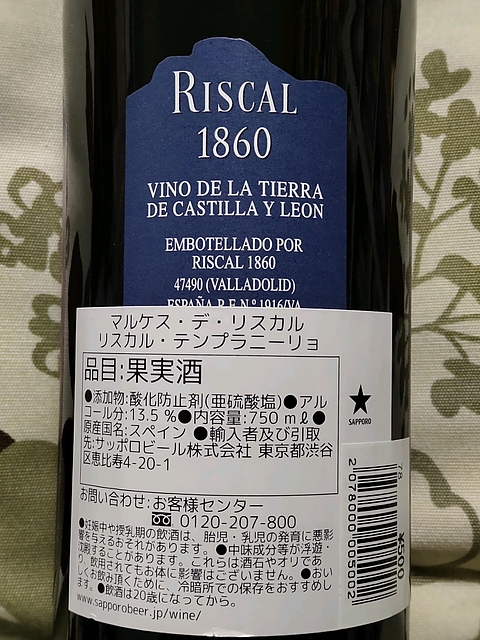 RISCAL
1860
VINO DE LA TIERRA
DE CASTILLA Y LEON
EMBOTELLADO POR
RISCAL 1860
47490 (VALLADOLID)
ESPAÑA R.E.N.º 1916/VA
マルケス・デ・リスカル
リスカル・テンプラニーリョ
品目:果実酒
●添加物:酸化防止剤(亜硫酸塩)●アル
コール分:13.5 %●内容量:750 mℓ●
原産国名:スペイン ●輸入者及び引取
先:サッポロビール株式会社 東京都渋谷
区恵比寿4-20-1
SAPPORO
お問い合わせ:お客様センター
0120-207-800
●妊娠中や授乳期の飲酒は、胎児・乳児の発育に悪影
響を与えるおそれがあります。●中味成分等が浮遊・
沈殿することがあります。これらは酒石やオリであ
り、飲用されてもお体に影響はございません。●おい
しくお飲み頂くために、冷暗所での保存をおすすめし
ます。●飲酒は20歳になってから。
www.sapporobeer.jp/wine/
78
2078000005002
¥500